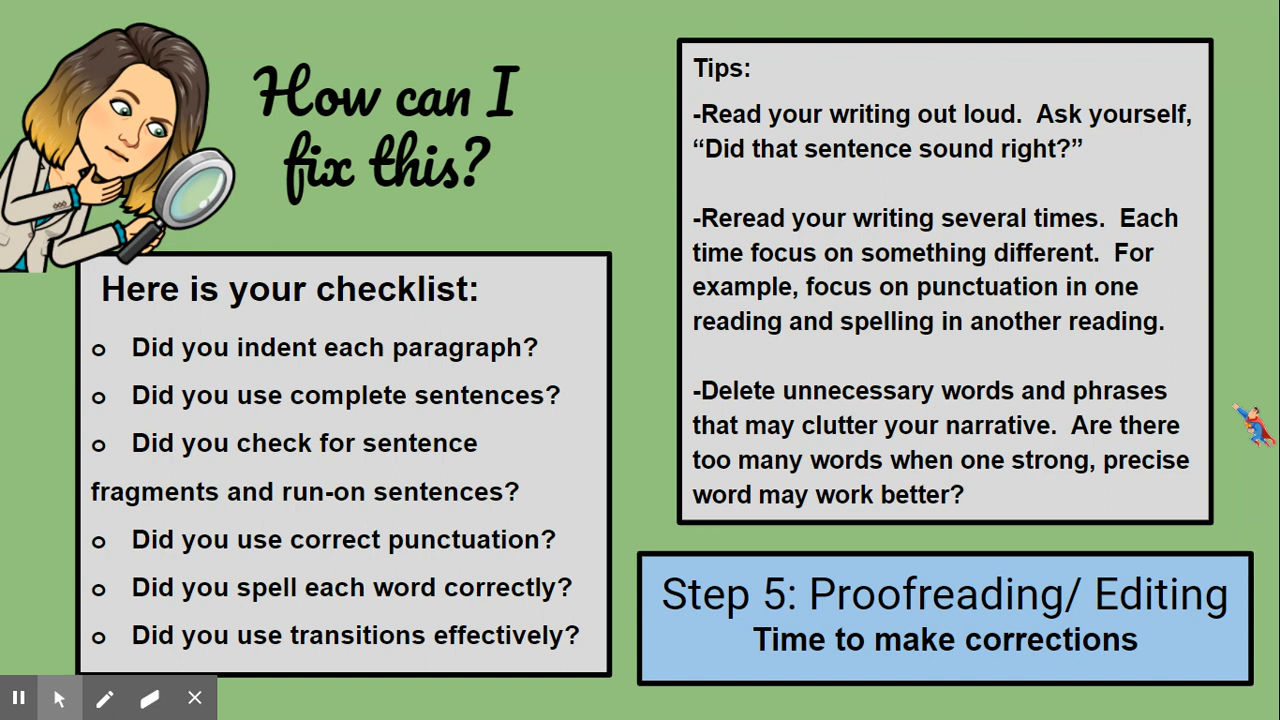 How can I
fix this?
Here is your checklist:
o Did you indent each paragraph?
o Did you use complete sentences?
o Did you check for sentence
fragments and run-on sentences?
o Did you use correct punctuation?
o Did you spell each word correctly?
o Did you use transitions effectively?
Tips:
-Read your writing out loud.  Ask yourself,
“Did that sentence sound right?”
-Reread your writing several times.  Each
time focus on something different.  For
example, focus on punctuation in one
reading and spelling in another reading.
-Delete unnecessary words and phrases
that may clutter your narrative.  Are there
too many words when one strong, precise
word may work better?
Step 5: Proofreading/ Editing
Time to make corrections